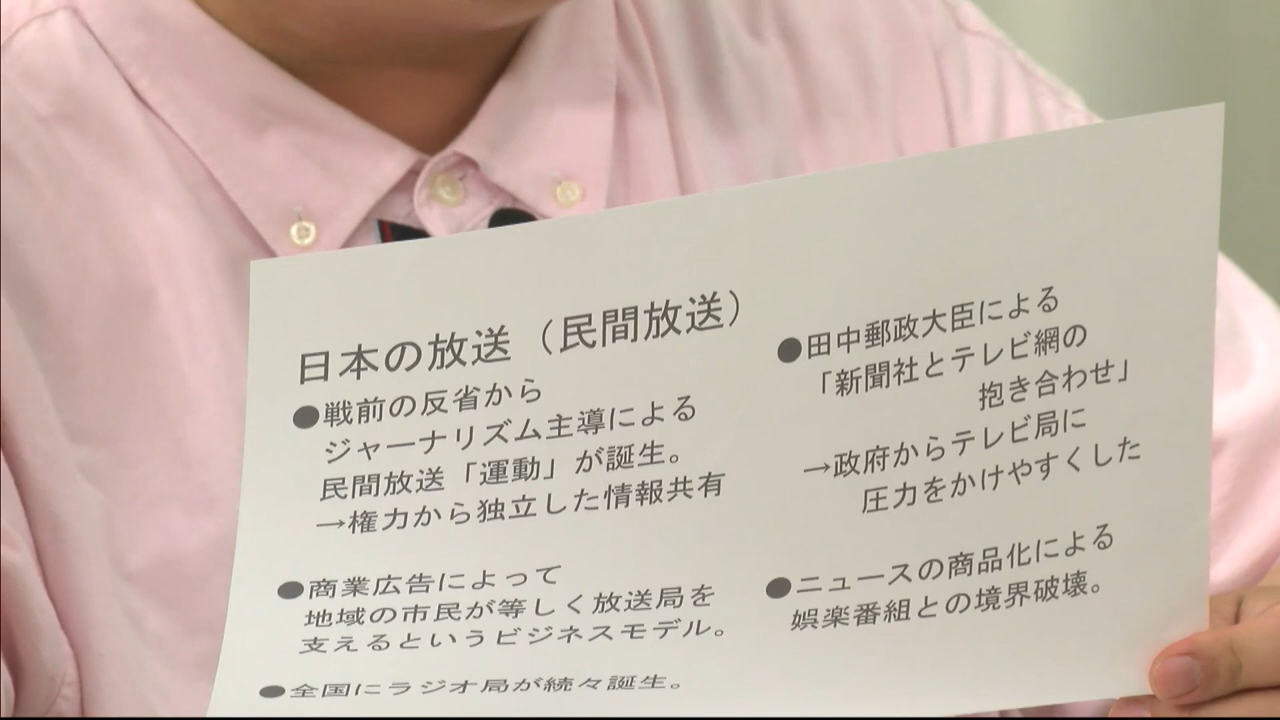 日本の放送（民間放送）
●戦前の反省から
ジャーナリズム主導による
民間放送「運動」が誕生。
→権力から独立した情報共有
●商業広告によって
地域の市民が等しく放送局を
支えるというビジネスモデル。
●全国にラジオ局が続々誕生。
●田中郵政大臣による
「新聞社とテレビ網の
抱き合わせ」
→政府からテレビ局に
圧力をかけやすくした
●ニュースの商品化による
娯楽番組との境界破壊。